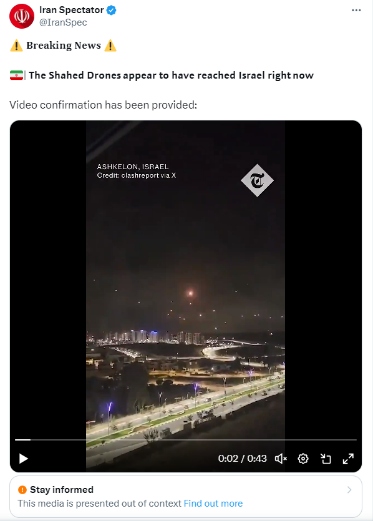 Iran Spectator
@IranSpec
⚠️ Breaking News ⚠️
🇮🇷| The Shahed Drones appear to have reached Israel right now
Video confirmation has been provided:
ASHKELON, ISRAEL
Credit: clashreport via X
T
0:02 / 0:43
Stay informed
This media is presented out of context Find out more